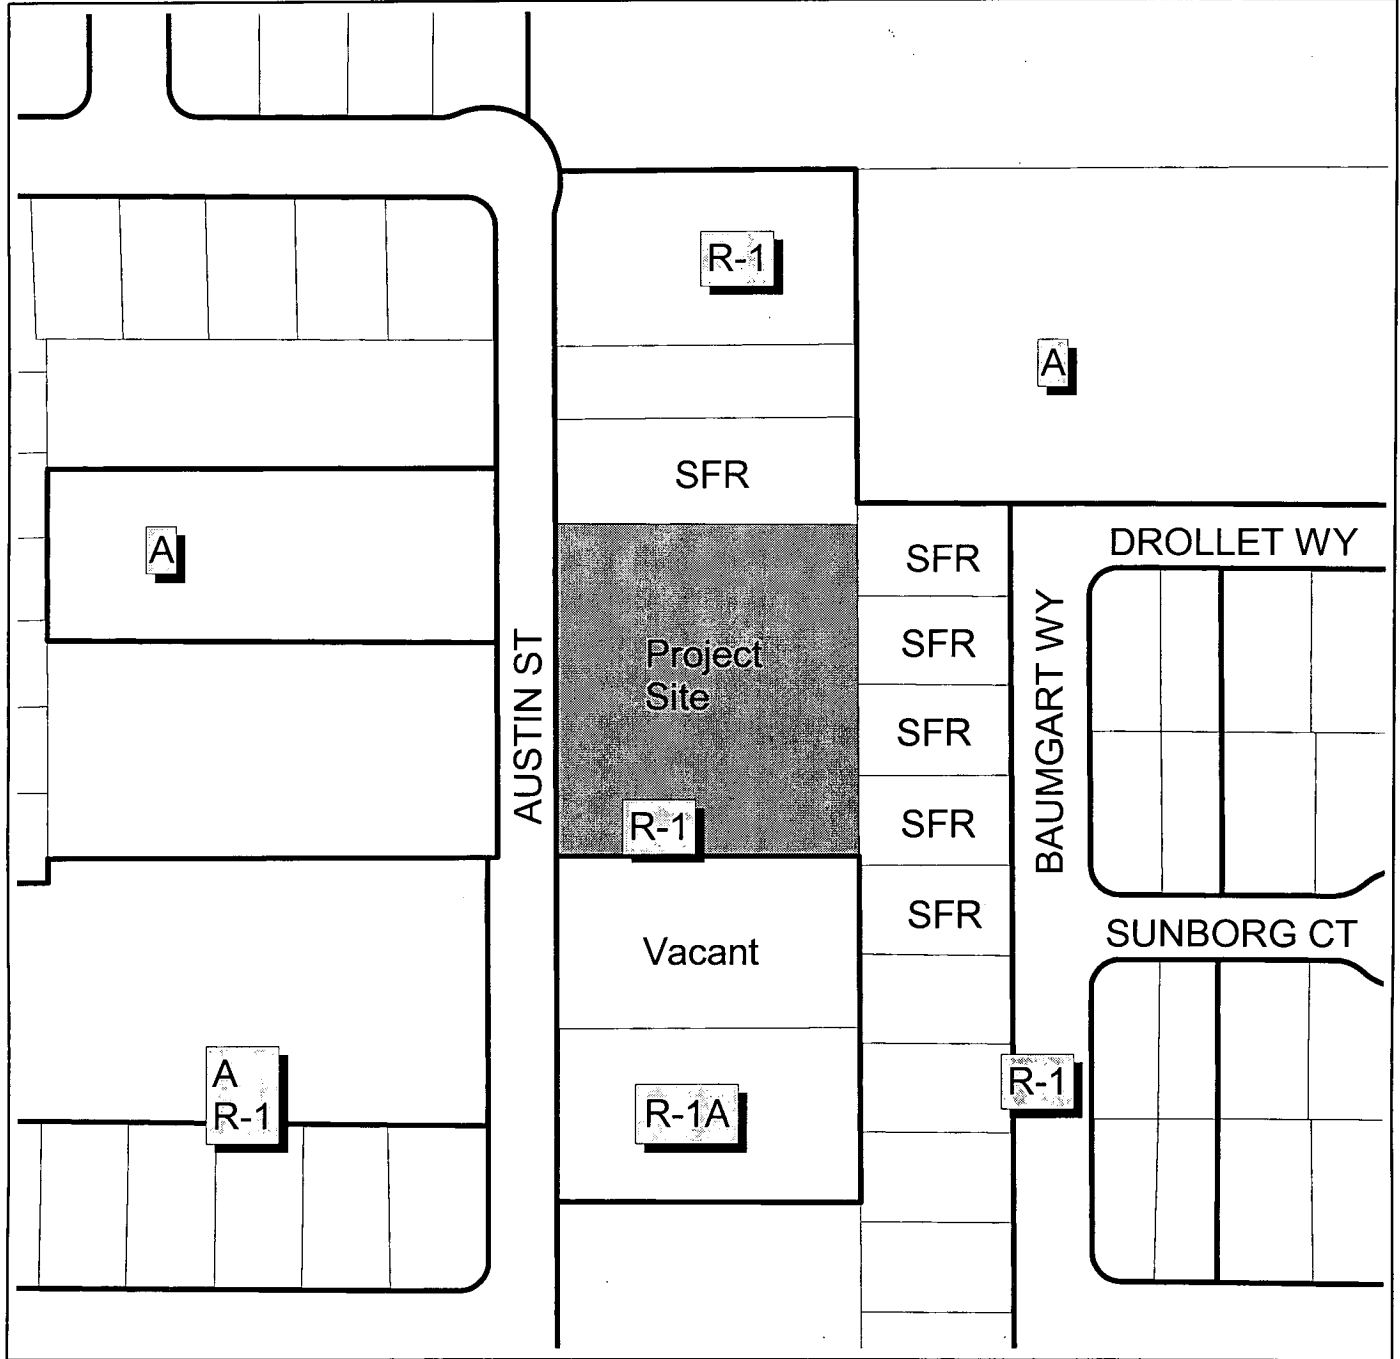 R-1
A
SFR
A
SFR
DROLLET WY
SFR
Project
Site
AUSTIN ST
SFR
BAUMGART WY
R-1
SFR
SFR
SUNBORG CT
Vacant
A
R-1
R-1A
R-1